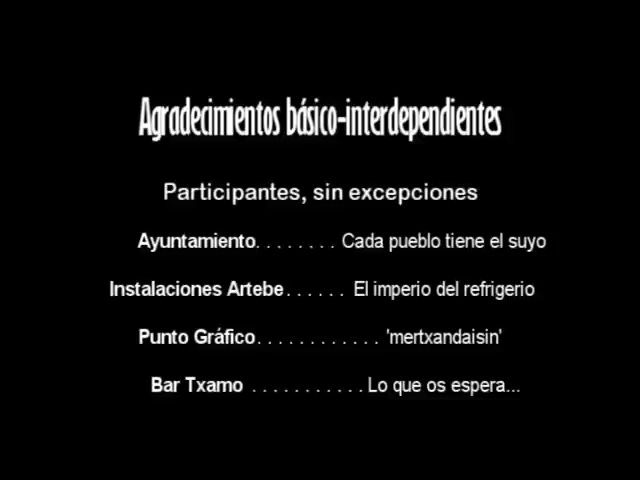 Agradecimientos básico-interdependientes
Participantes, sin excepciones
Ayuntamiento. . . . . . . . Cada pueblo tiene el suyo
Instalaciones Artebe . . . . . . El imperio del refrigerio
Punto Gráfico. . . . . . . . . . . . 'mertxandaisin'
Bar Txamo . . . . . . . . . . . Lo que os espera...